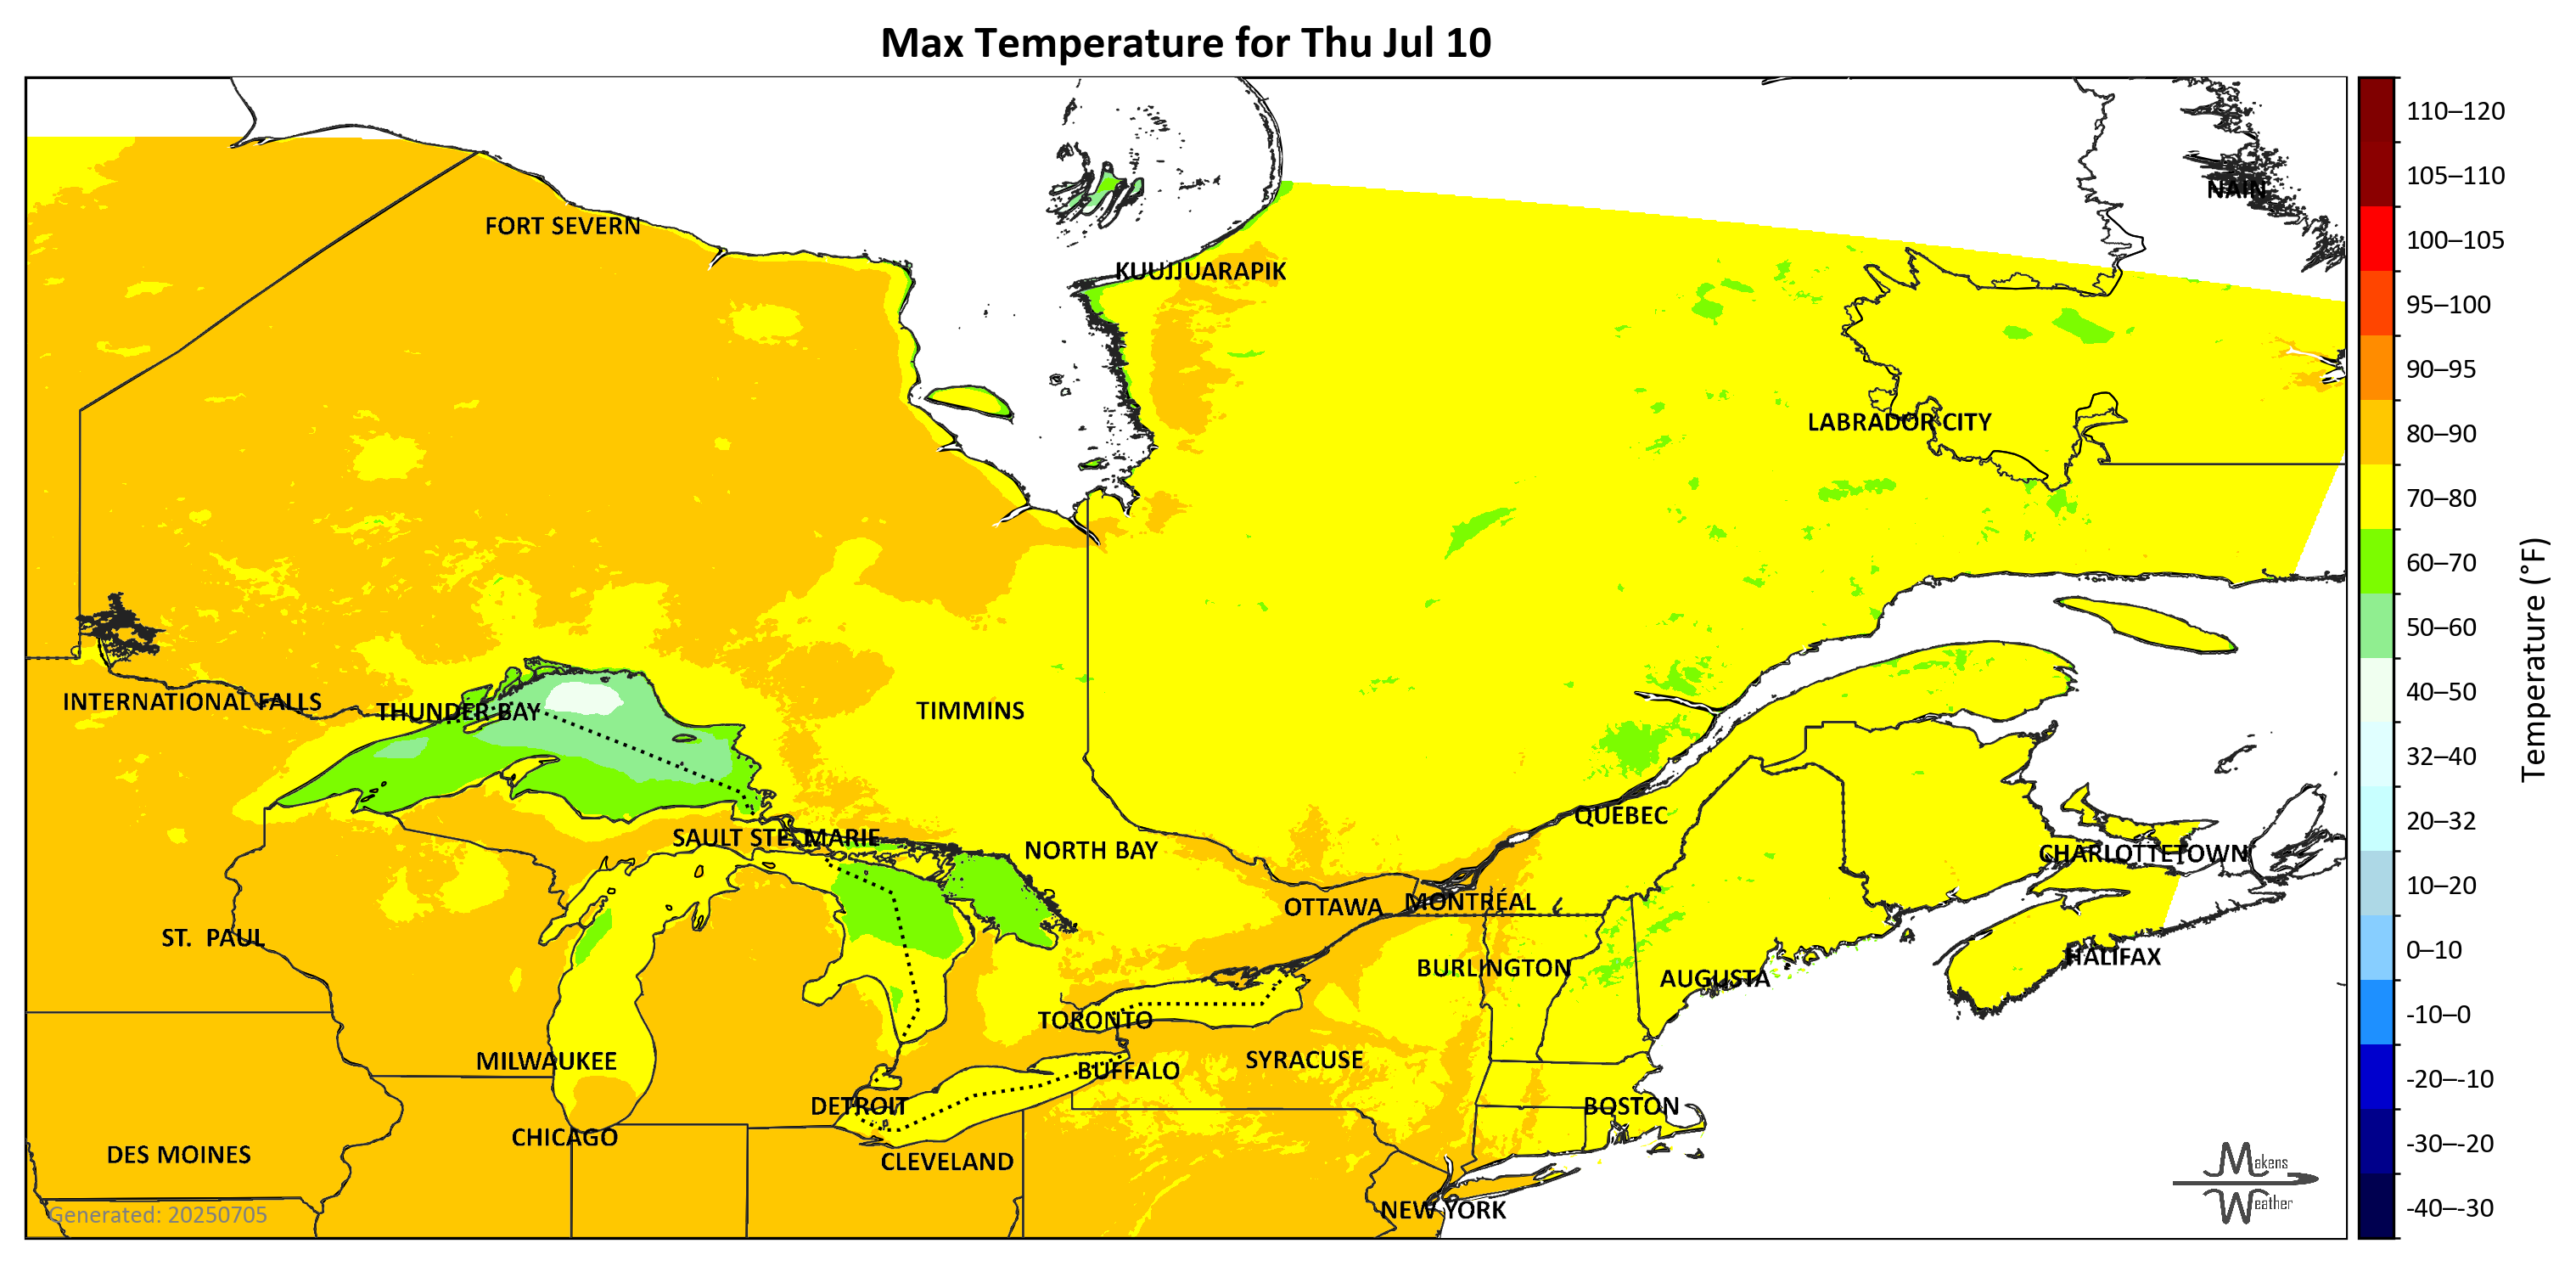 Max Temperature for Thu Jul 10
NAIN
FORT SEVERN
KUUJJUARAPIK
LABRADOR CITY
INTERNATIONAL FALLS
THUNDER BAY
TIMMINS
SAULT STE. MARIE
NORTH BAY
QUEBEC
CHARLOTTETOWN
OTTAWA
MONTRÉAL
ST. PAUL
BURLINGTON
AUGUSTA
HALIFAX
TORONTO
MILWAUKEE
BUFFALO
SYRACUSE
DETROIT
BOSTON
CHICAGO
DES MOINES
CLEVELAND
NEW YORK
Generated: 20250705
Makens
Weather
110–120
105–110
100–105
95–100
90–95
80–90
70–80
60–70
50–60
40–50
32–40
20–32
10–20
0–10
-10–0
-20–-10
-30–-20
-40–-30
Temperature (°F)